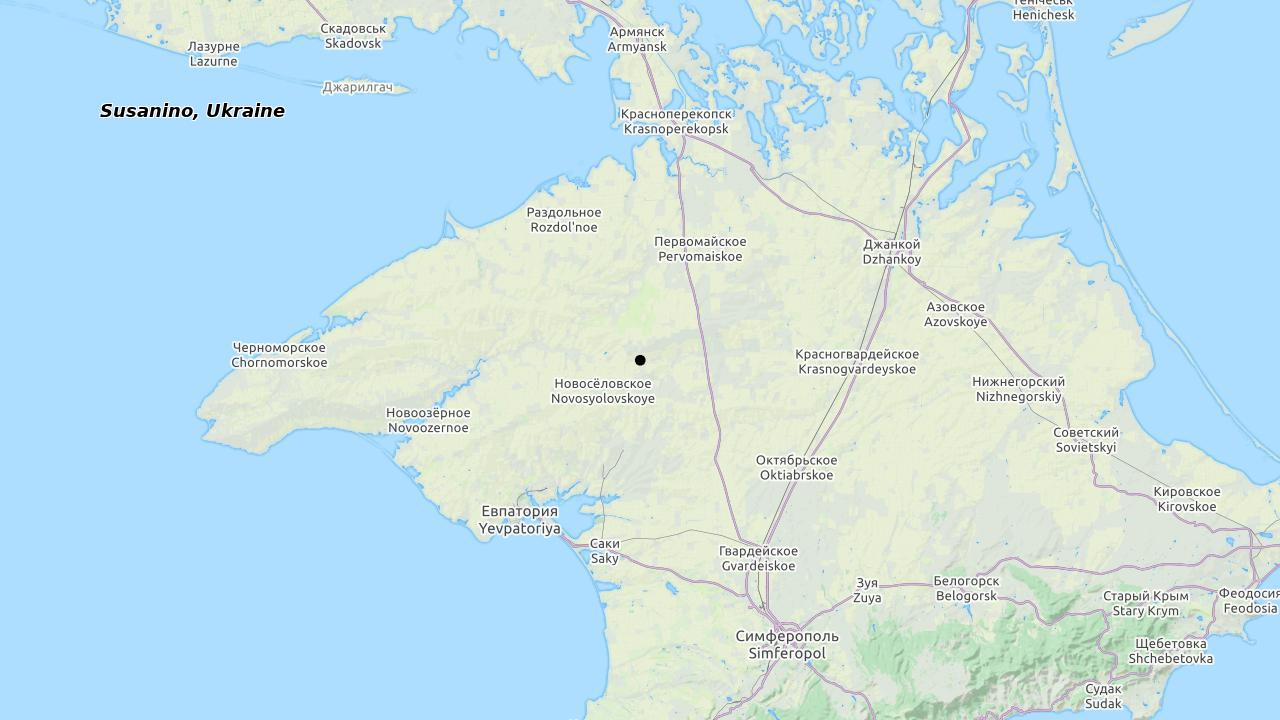 Генічеськ
Henichesk
Скадовськ
Skadovsk
Армянск
Armyansk
Лазурне
Lazurne
Джарилгач
Susanino, Ukraine
Красноперекопск
Krasnoperekopsk
Раздольное
Rozdol'noe
Первомайское
Pervomaiskoe
Джанкой
Dzhankoy
Азовское
Azovskoye
Черноморское
Chornomorskoe
Красногвардейское
Krasnogvardeyskoe
Новосёловское
Novosyolovskoye
Нижнегорский
Nizhnegorskiy
Новоозёрное
Novoozernoe
Советский
Sovietskyi
Октябрьское
Oktiabrskoe
Кировское
Kirovskoe
Евпатория
Yevpatoriya
Саки
Saky
Гвардейское
Gvardeiskoe
Зуя
Zuya
Белогорск
Belogorsk
Старый Крым
Stary Krym
Феодосия
Feodosia
Симферополь
Simferopol
Щебетовка
Shchebetovka
Судак
Sudak